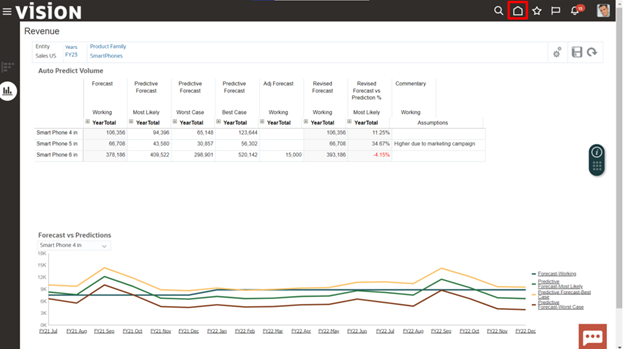 vision
Revenue
Entity Years Product Family
Sales US FY23 SmartPhones
Auto Predict Volume
Forecast Predictive Forecast Predictive Forecast Predictive Forecast Adj Forecast Revised Forecast Revised Forecast vs Prediction % Commentary
Working Most Likely Worst Case Best Case Working Working Most Likely Working
YearTotal YearTotal YearTotal YearTotal YearTotal YearTotal YearTotal Assumptions
Smart Phone 4 in 106,356 94,396 65,148 123,644 106,356 11.25%
Smart Phone 5 in 66,708 43,580 30,857 56,302 66,708 34.67% Higher due to marketing campaign
Smart Phone 6 in 378,186 409,522 298,901 520,142 15,000 393,186 -4.15%
Forecast vs Predictions
Smart Phone 4 in
18K
15K
12K
9K
6K
3K
0K
FY21 Jul FY21 Aug FY21 Sep FY21 Oct FY21 Nov FY21 Dec FY22 Jan FY22 Feb FY22 Mar FY22 Apr FY22 May FY22 Jun FY22 Jul FY22 Aug FY22 Sep FY22 Oct FY22 Nov FY22 Dec
Forecast-Working
Predictive
Forecast-Most Likely
Predictive Forecast-Best
Case
Predictive
Forecast-Worst Case